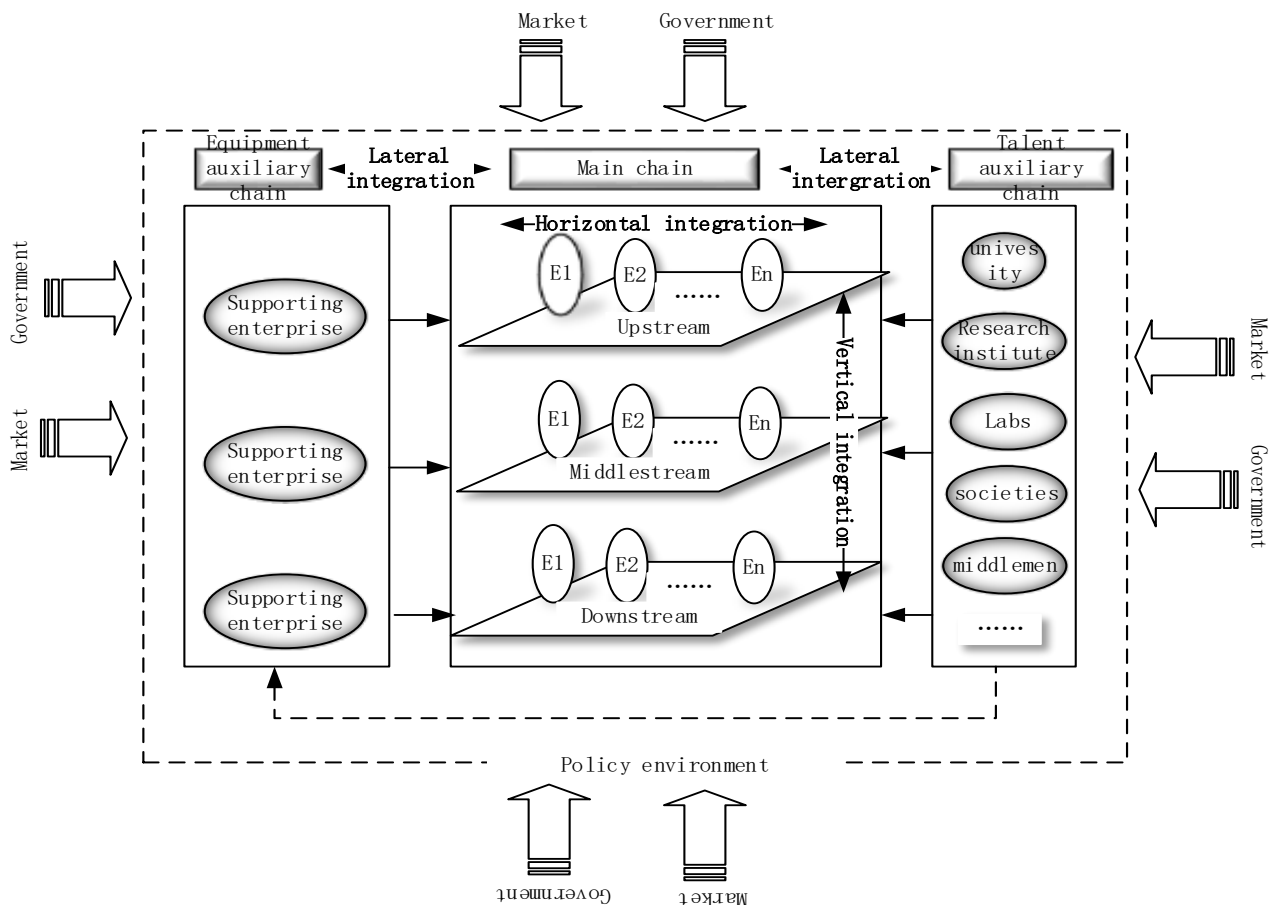 Market
Government
Equipment
auxiliary
chain
Lateral
integration
Main chain
Lateral
intergration
Talent
auxiliary
chain
Horizontal integration
E1
E2
......
En
Upstream
E1
E2
......
En
Middlestream
E1
E2
......
En
Downstream
Vertical integration
Supporting
enterprise
Supporting
enterprise
Supporting
enterprise
univers
ity
Research
institute
Labs
societies
middlemen
......
Government
Market
Market
Government
Policy environment
Government
Market